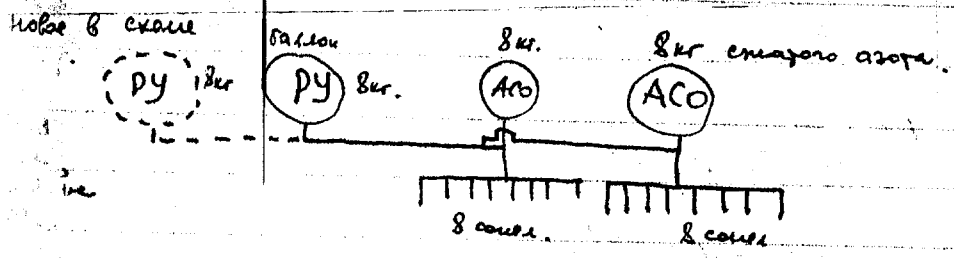 новое в схеме
баллон
8кг.
8кг сжатого азота.
РУ
8кг
РУ
8кг.
АСО
АСО
8 сопел.
8 сопел